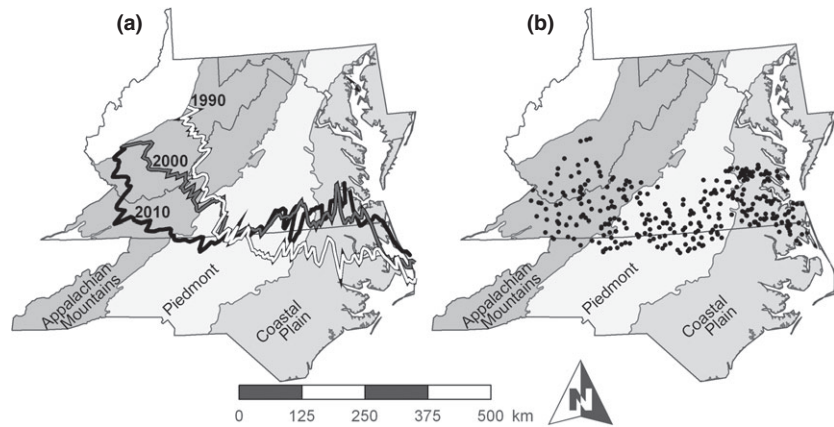 (a)
(b)
1990
2000
2010
Appalachian
Mountains
Piedmont
Coastal
Plain
Appalachian
Mountains
Piedmont
Coastal
Plain
0 125 250 375 500 km
N